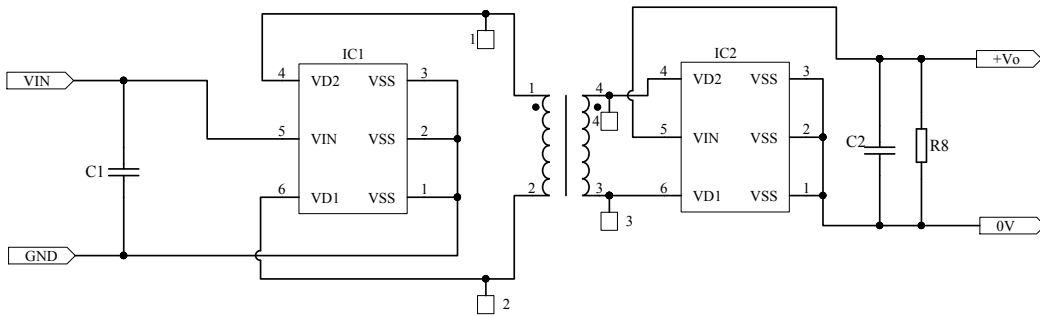 1
IC1
IC2
+Vo
VIN
4 VD2 VSS 3
1
4
4 VD2 VSS 3
4
5 VIN VSS 2
5 VIN VSS 2
C1
C2
R8
6 VD1 VSS 1
2
3
6 VD1 VSS 1
3
0V
GND
2